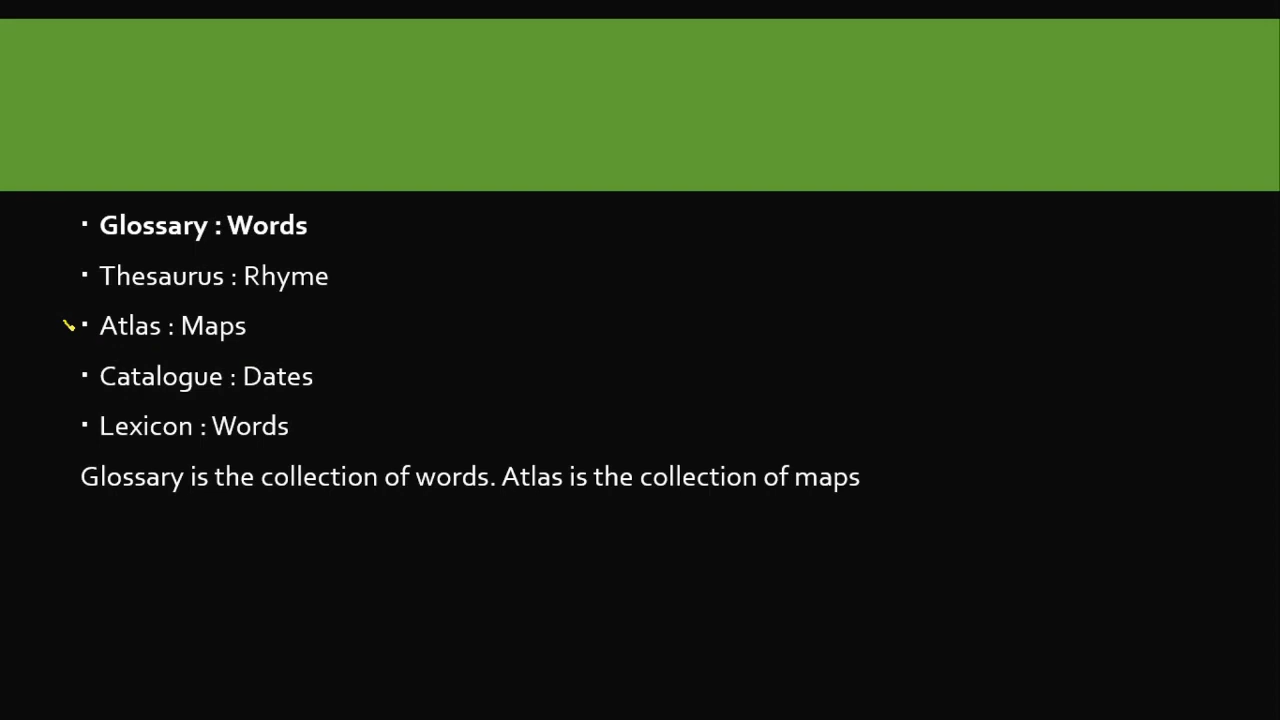 ▪ Glossary : Words
▪ Thesaurus : Rhyme
▪ Atlas : Maps
▪ Catalogue : Dates
▪ Lexicon : Words
Glossary is the collection of words. Atlas is the collection of maps